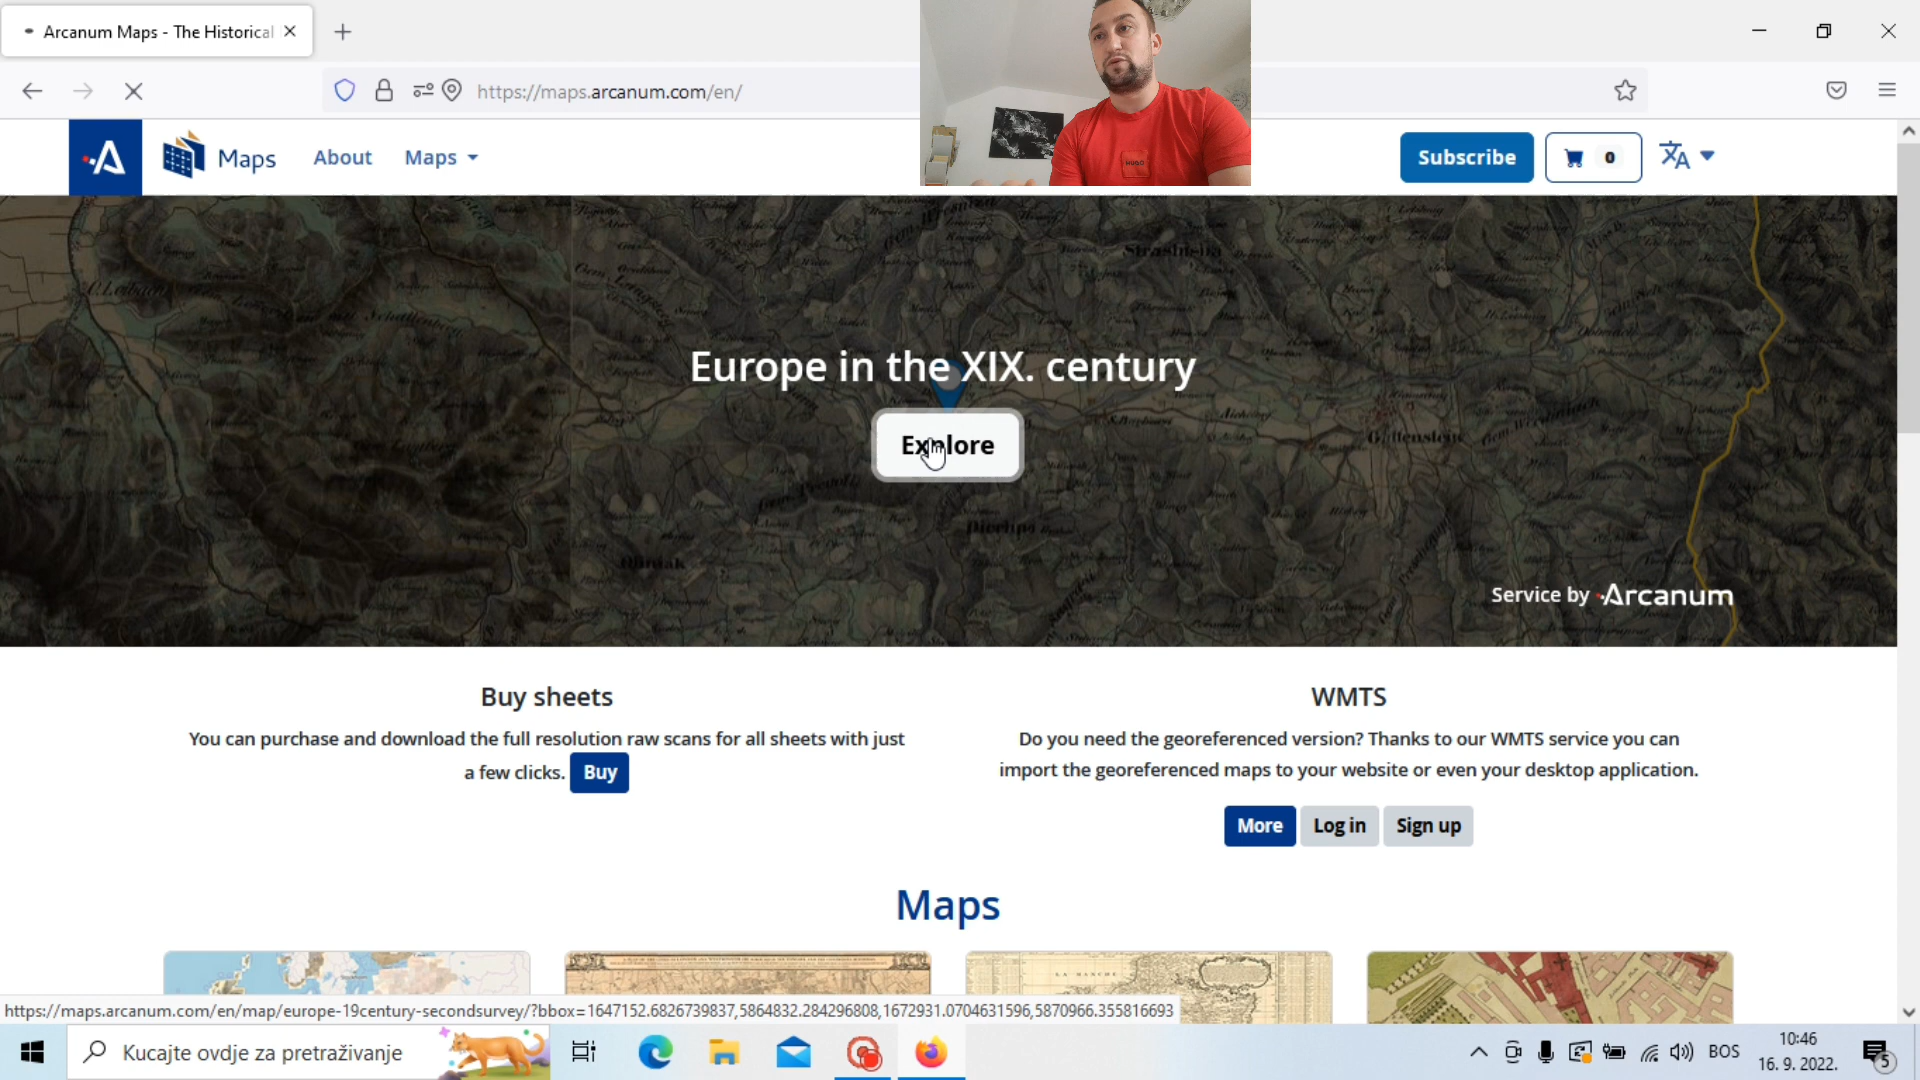 Arcanum Maps - The Historical
https://maps.arcanum.com/en/
Maps
About
Maps
Subscribe
0
HUGO
Strashnitza
Europe in the XIX. century
Explore
Service by Arcanum
Buy sheets
You can purchase and download the full resolution raw scans for all sheets with just
a few clicks. Buy
WMTS
Do you need the georeferenced version? Thanks to our WMTS service you can
import the georeferenced maps to your website or even your desktop application.
More
Log in
Sign up
Maps
LA MANCHE
https://maps.arcanum.com/en/map/europe-19century-secondsurvey/?bbox=1647152.6826739837,5864832.284296808,1672931.0704631596,5870966.355816693
Kucajte ovdje za pretraživanje
BOS
10:46
16. 9. 2022.
5